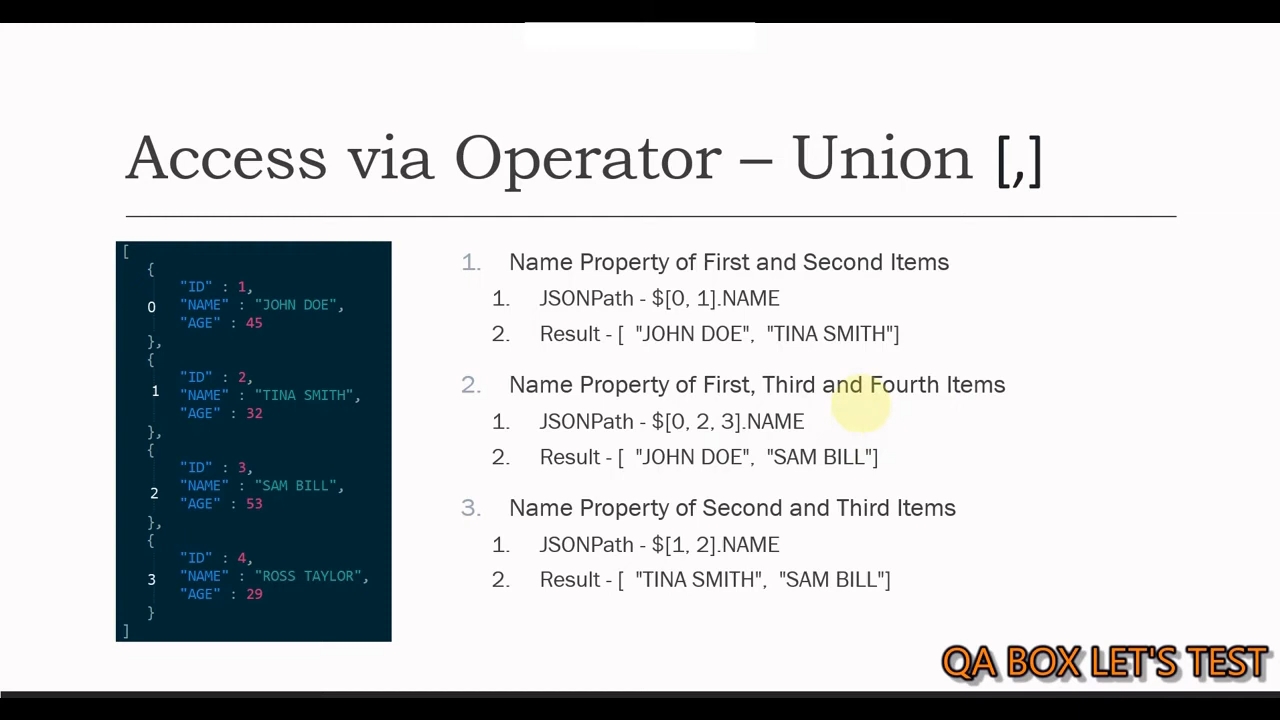 Access via Operator – Union [,]
[
{
"ID" : 1,
0 "NAME" : "JOHN DOE",
"AGE" : 45
},
{
"ID" : 2,
1 "NAME" : "TINA SMITH",
"AGE" : 32
},
{
"ID" : 3,
"NAME" : "SAM BILL",
2 "AGE" : 53
},
{
"ID" : 4,
3 "NAME" : "ROSS TAYLOR",
"AGE" : 29
}
]
1. Name Property of First and Second Items
1. JSONPath - $[0, 1].NAME
2. Result - [ "JOHN DOE", "TINA SMITH"]
2. Name Property of First, Third and Fourth Items
1. JSONPath - $[0, 2, 3].NAME
2. Result - [ "JOHN DOE", "SAM BILL"]
3. Name Property of Second and Third Items
1. JSONPath - $[1, 2].NAME
2. Result - [ "TINA SMITH", "SAM BILL"]
QA BOX LET'S TEST